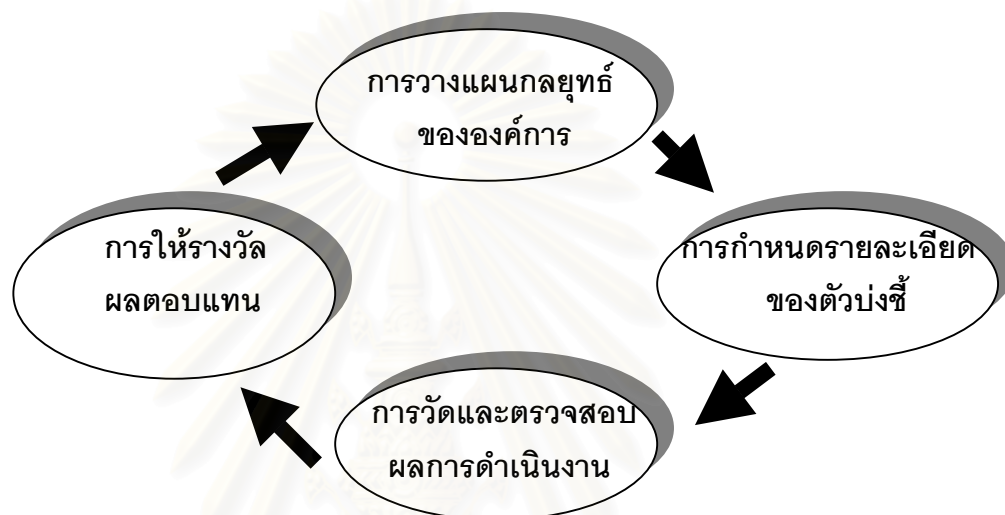 การวางแผนกลยุทธ์
ขององค์การ
การกำหนดรายละเอียด
ของตัวบ่งชี้
การวัดและตรวจสอบ
ผลการดำเนินงาน
การให้รางวัล
ผลตอบแทน